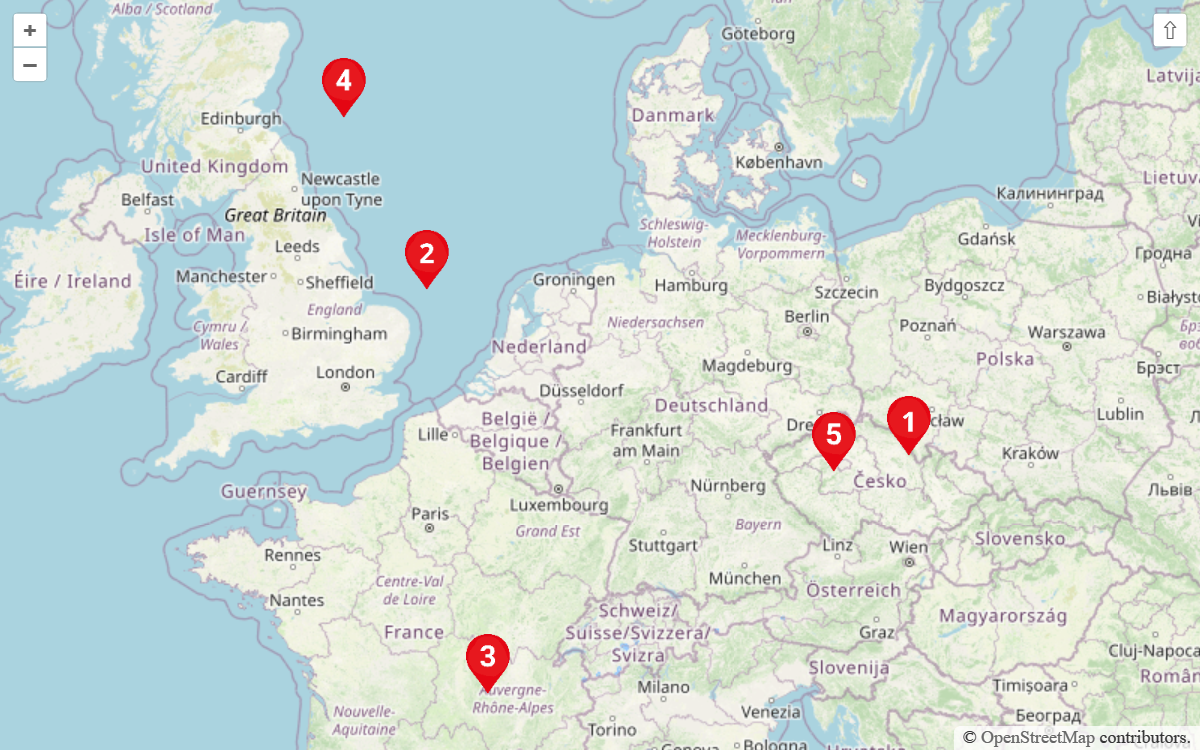 Alba / Scotland
Göteborg
+
−
⇧
Latvija
4
Danmark
Edinburgh
København
United Kingdom
Newcastle
upon Tyne
Lietuva
Калининград
Belfast
Great Britain
Isle of Man
Schleswig-
Holstein
Mecklenburg-
Vorpommern
Gdańsk
Leeds
2
Гродна
Manchester
Sheffield
Éire / Ireland
Groningen
Hamburg
Szczecin
Bydgoszcz
Białysto
England
Cymru /
Wales
Birmingham
Niedersachsen
Berlin
Poznań
Warszawa
Nederland
Polska
Cardiff
London
Magdeburg
Брэст
Düsseldorf
Deutschland
België /
Belgique /
Belgien
Lille
Frankfurt
am Main
Dre
5
1
cław
Lublin
Kraków
Česko
Nürnberg
Львів
Guernsey
Luxembourg
Paris
Grand Est
Bayern
Rennes
Stuttgart
Linz
Wien
Slovensko
München
Centre-Val
de Loire
Österreich
Nantes
Schweiz/
Suisse/Svizzera/
Svizra
Magyarország
France
Graz
3
Cluj-Napoca
Slovenija
Auvergne-
Rhône-Alpes
Milano
Timișoara
Român
Nouvelle-
Aquitaine
Venezia
Београд
Torino
Genova
Bologna
Hrvatska
© OpenStreetMap contributors.